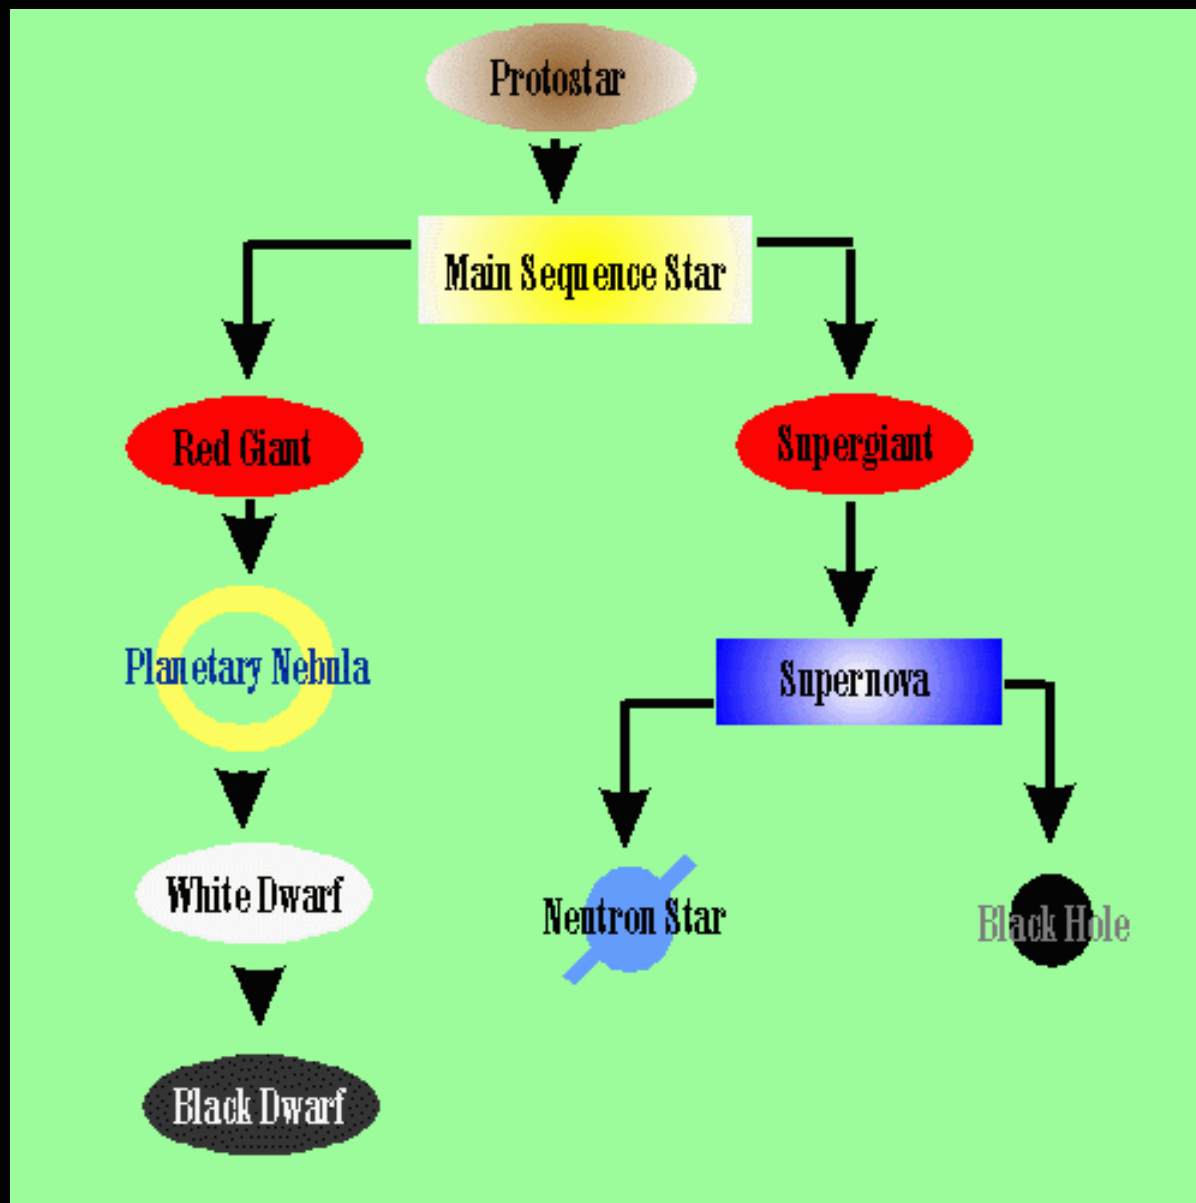 Protostar
Main Sequence Star
Red Giant
Supergiant
Planetary Nebula
Supernova
White Dwarf
Neutron Star
Black Hole
Black Dwarf